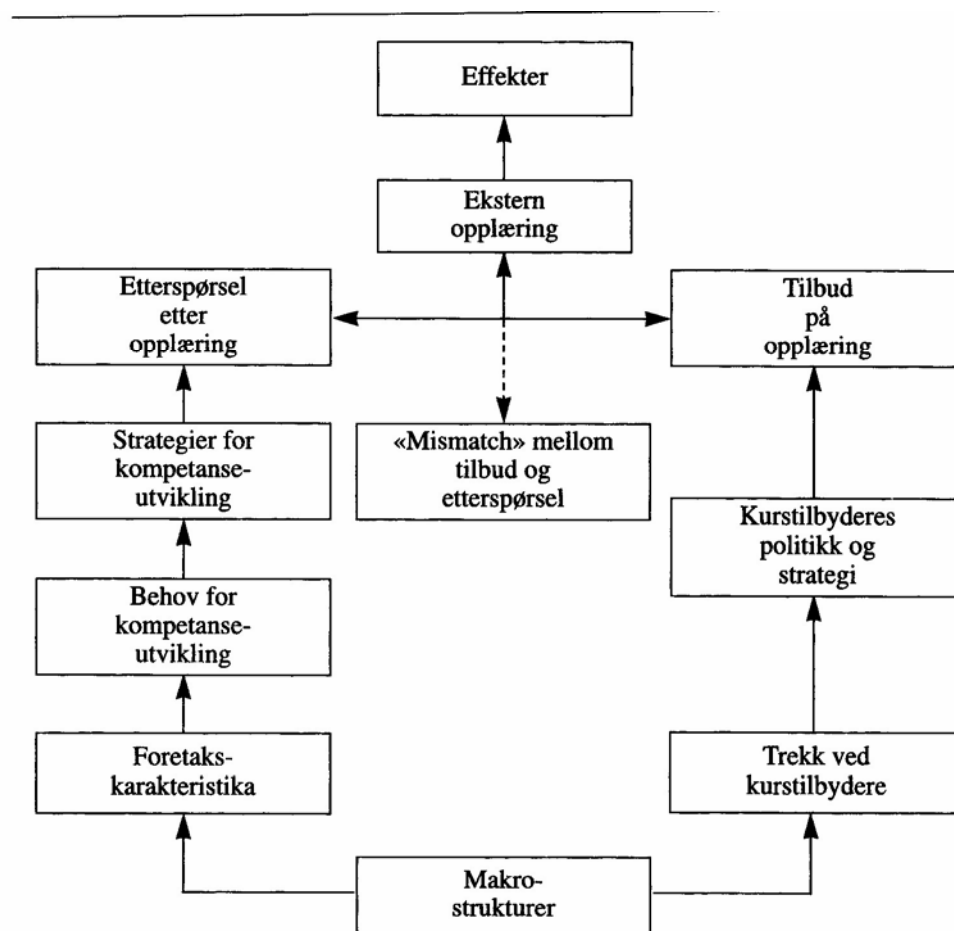 Effekter
Ekstern
opplæring
Etterspørsel
etter
opplæring
Tilbud
på
opplæring
Strategier for
kompetanse-
utvikling
«Mismatch» mellom
tilbud og
etterspørsel
Kurstilbyderes
politikk og
strategi
Behov for
kompetanse-
utvikling
Foretaks-
karakteristika
Trekk ved
kurstilbydere
Makro-
strukturer